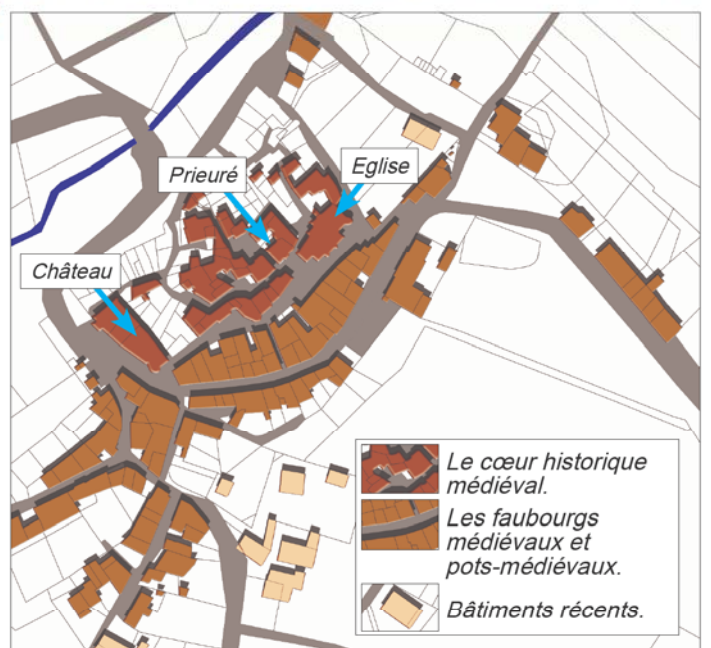 Prieuré
Eglise
Château
Le cœur historique
médiéval.
Les faubourgs
médiévaux et
pots-médiévaux.
Bâtiments récents.